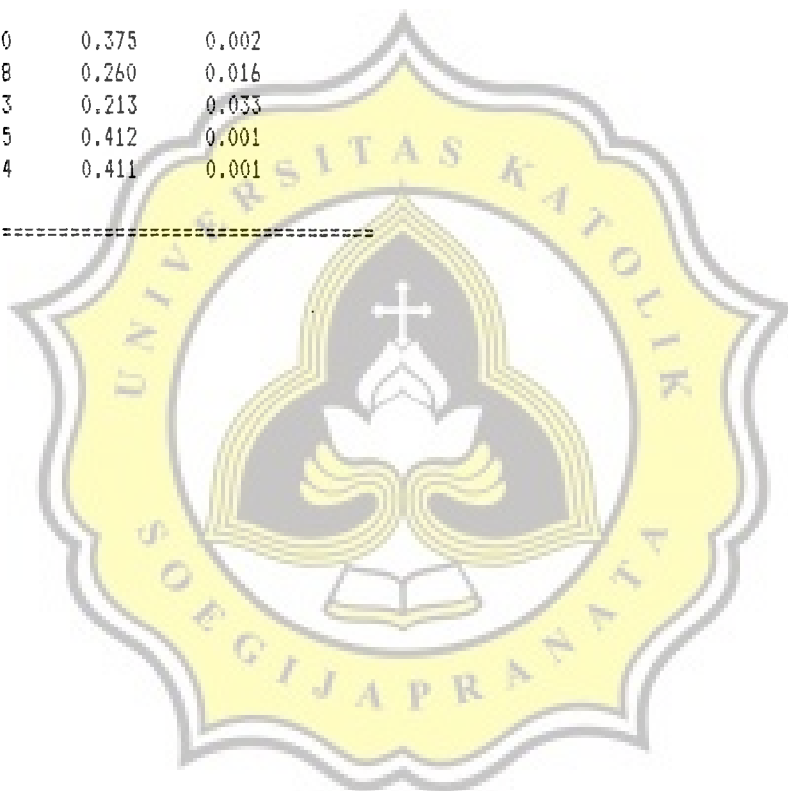 0 0.375 0.002
8 0.260 0.016
3 0.213 0.033
5 0.412 0.001
4 0.411 0.001
=================================
UNIVERSITAS KATOLIK
SOEGIJAPRANATA